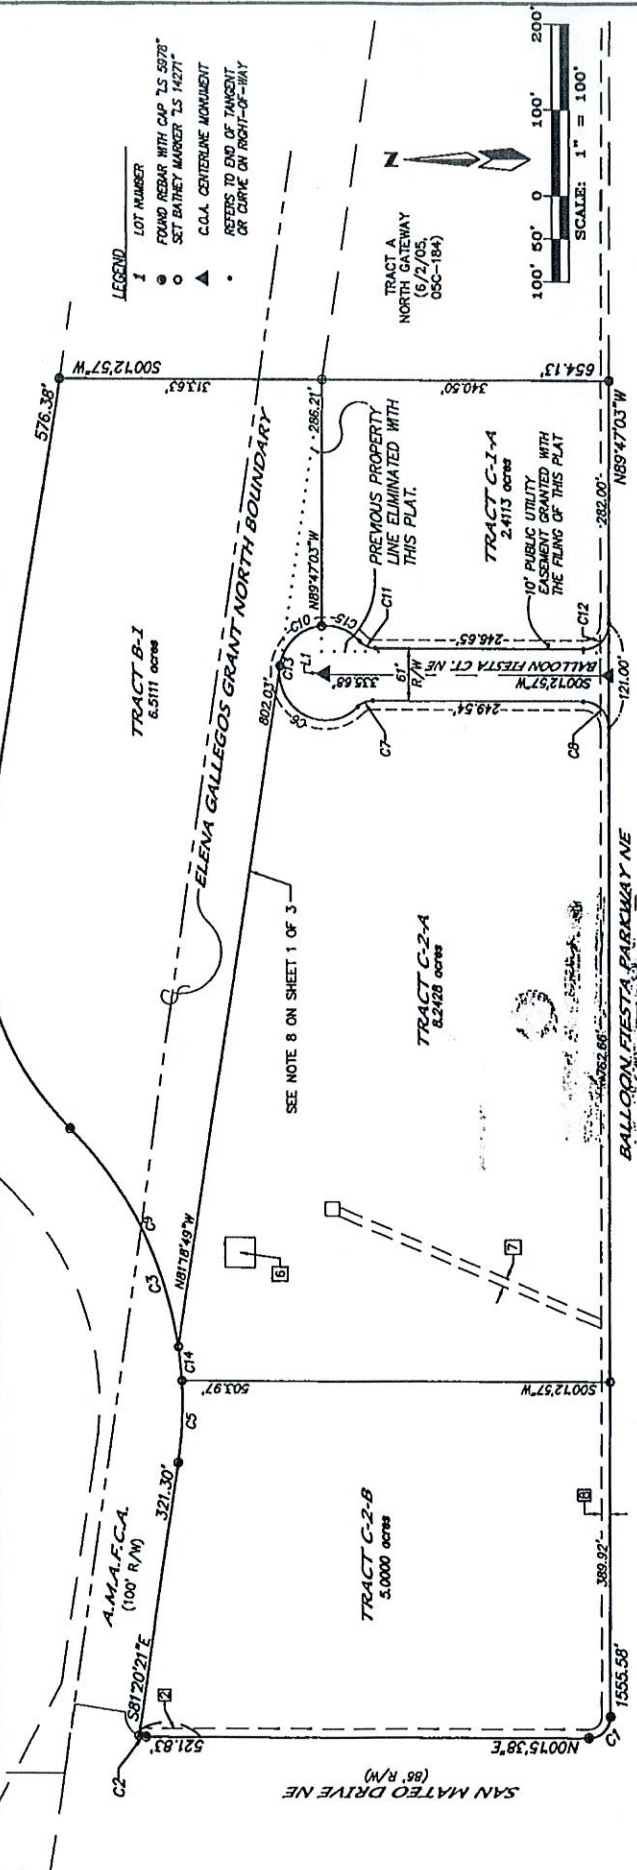 LEGEND
1 LOT NUMBER
FOUND REBAR WITH CAP "LS 5978"
SET BATHEY MARKER "LS 14271"
C.O.A. CENTERLINE MONUMENT
REFERS TO END OF TANGENT
OR CURVE ON RIGHT-OF-WAY
N
TRACT A
NORTH GATEWAY
(6/2/05,
05C-184)
100' 50' 0 100' 200'
SCALE: 1" = 100'
576.38'
S00°12'57"W
313.63'
340.50'
654.13'
TRACT B-1
6.5111 acres
ELENA GALLEGOS GRANT NORTH BOUNDARY
286.21'
N89°47'03"W
PREVIOUS PROPERTY
LINE ELIMINATED WITH
THIS PLAT.
TRACT C-1-A
2.4113 acres
10' PUBLIC UTILITY
EASEMENT GRANTED WITH
THE FILING OF THIS PLAT
N89°47'03"W
282.00'
C10
C15
C11
C13
L1
C6
C7
C12
C8
246.65'
BALLOON FIESTA CT. NE
335.68'
61'
R/W
S00°12'57"W
249.54'
121.00'
802.03'
SEE NOTE 8 ON SHEET 1 OF 3
TRACT C-2-A
8.2428 acres
762.66'
BALLOON FIESTA PARKWAY NE
N81°18'49"W
C9
C3
C14
C5
6
7
503.97'
S00°12'57"W
A.M.A.F.C.A.
(100' R/W)
321.30'
S81°20'21"E
TRACT C-2-B
5.0000 acres
8
389.92'
1555.58'
C2
2
521.83'
N00°15'38"E
C1
SAN MATEO DRIVE NE
(86' R/W)